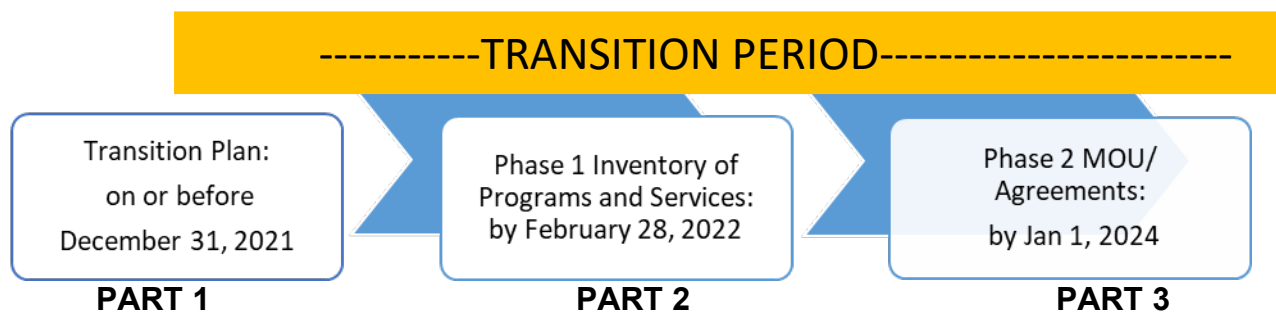 -----------TRANSITION PERIOD------------------------
Transition Plan:
on or before
December 31, 2021
PART 1
Phase 1 Inventory of
Programs and Services:
by February 28, 2022
PART 2
Phase 2 MOU/
Agreements:
by Jan 1, 2024
PART 3